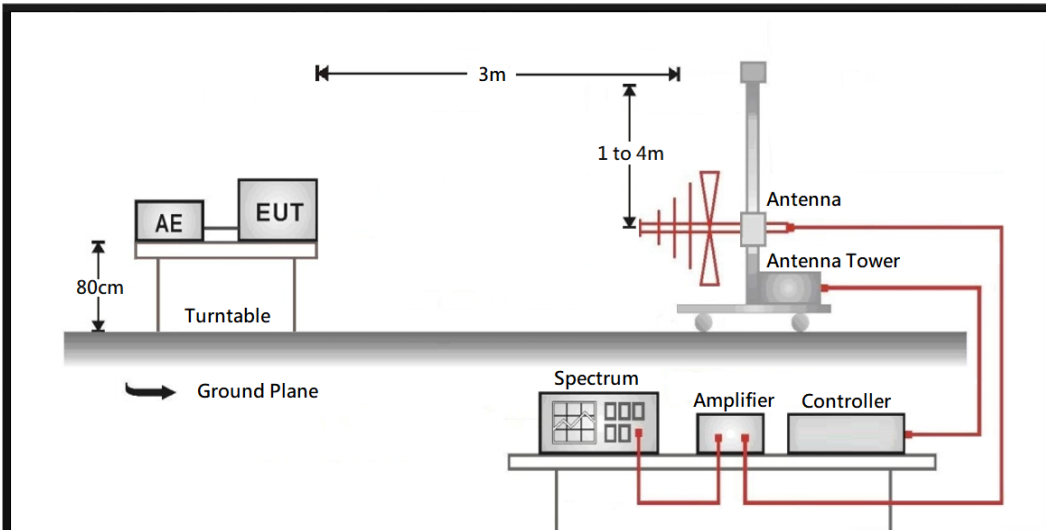 3m
1 to 4m
Antenna
AE
EUT
Antenna Tower
80cm
Turntable
Ground Plane
Spectrum
Amplifier
Controller